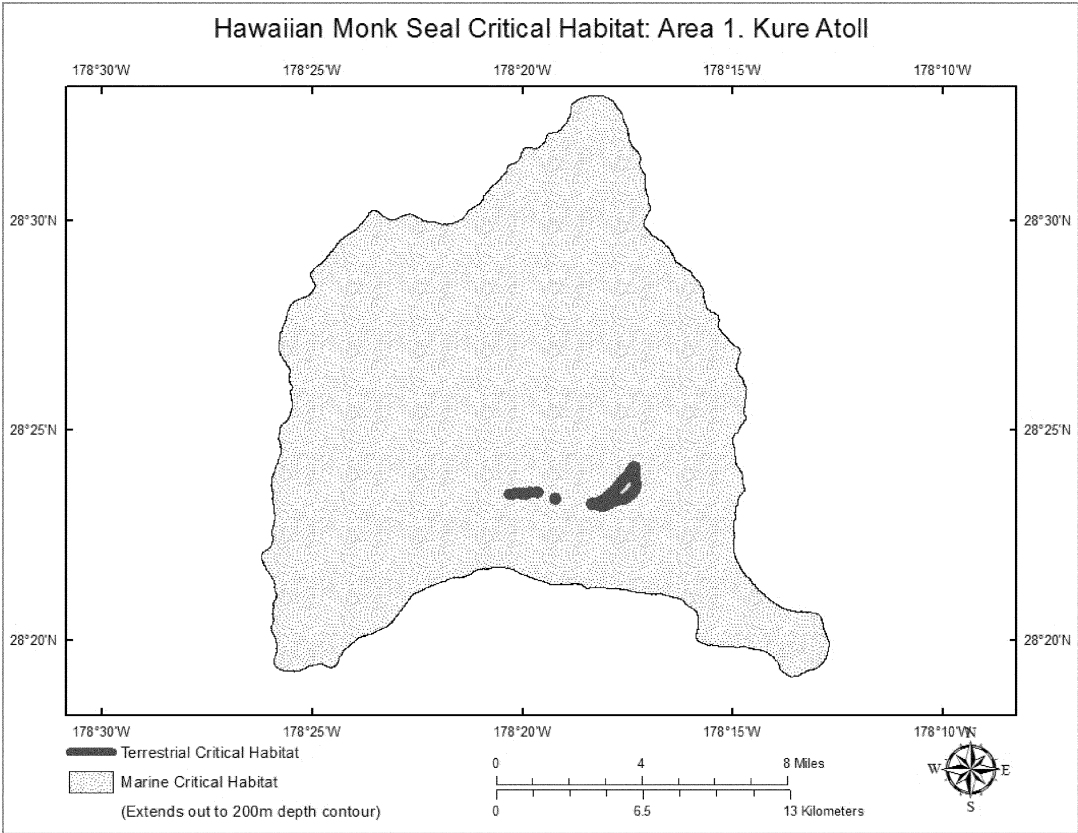 Hawaiian Monk Seal Critical Habitat: Area 1. Kure Atoll
178°30'W 178°25'W 178°20'W 178°15'W 178°10'W
28°30'N 28°30'N
28°25'N 28°25'N
28°20'N 28°20'N
178°30'W 178°25'W 178°20'W 178°15'W 178°10'W
Terrestrial Critical Habitat
Marine Critical Habitat
(Extends out to 200m depth contour)
0 4 8 Miles
0 6.5 13 Kilometers
N
W E
S